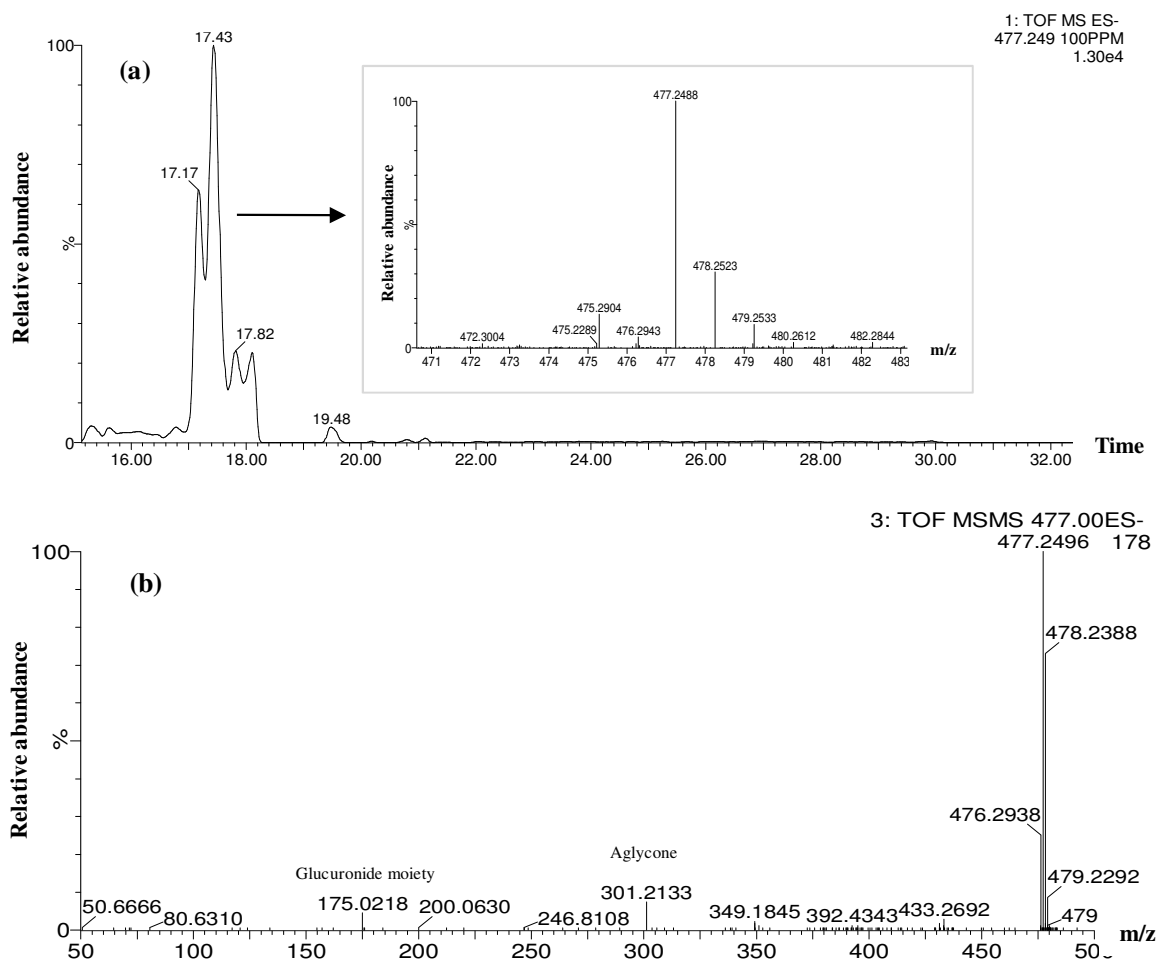 1: TOF MS ES-
477.249 100PPM
1.30e4
(a)
100
%
0
Relative abundance
17.17
17.43
17.82
19.48
16.00 18.00 20.00 22.00 24.00 26.00 28.00 30.00 32.00
Time
100
%
0
Relative abundance
472.3004
475.2289
475.2904
476.2943
477.2488
478.2523
479.2533
480.2612
482.2844
471 472 473 474 475 476 477 478 479 480 481 482 483
m/z
3: TOF MSMS 477.00ES-
477.2496 178
(b)
100
%
0
Relative abundance
478.2388
476.2938
479.2292
479
Glucuronide moiety
Aglycone
50.6666
80.6310
175.0218
200.0630
246.8108
301.2133
349.1845
392.4343
433.2692
50 100 150 200 250 300 350 400 450
m/z